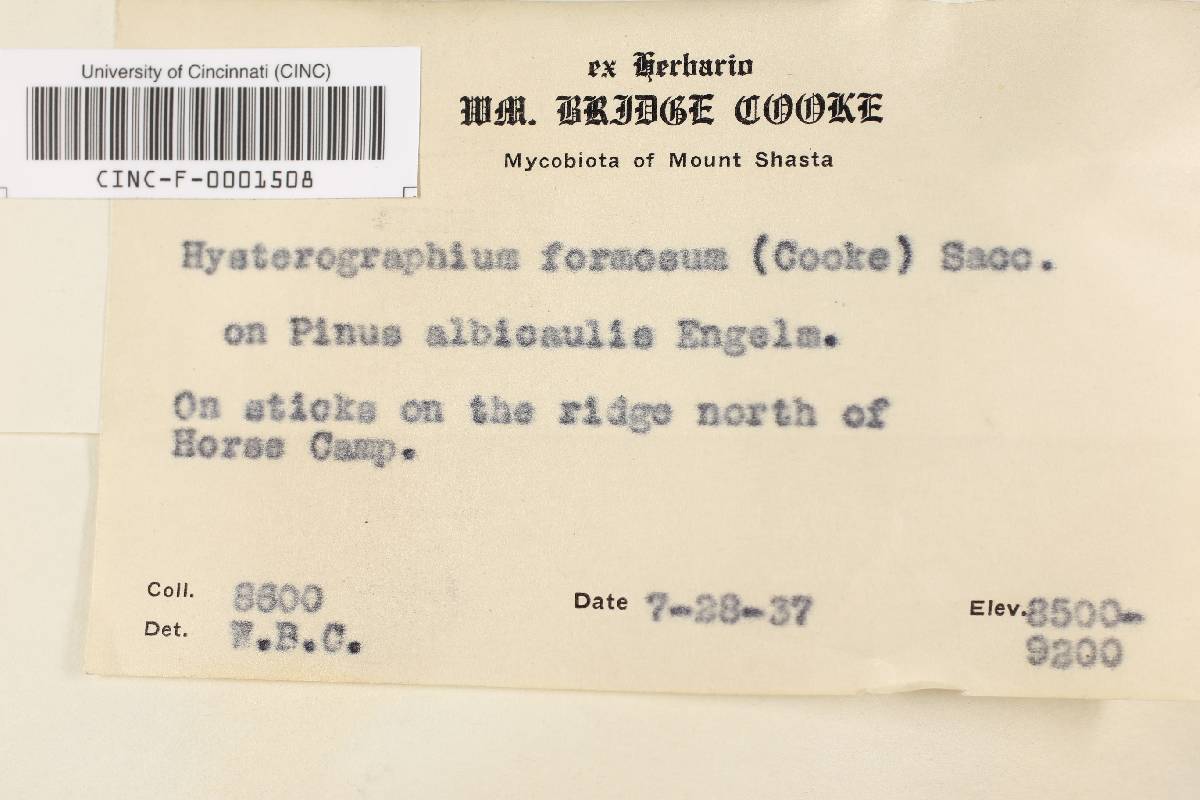 University of Cincinnati (CINC)
CINC-F-0001508
ex Herbario
WM. BRIDGE COOKE
Mycobiota of Mount Shasta
Hysterographium formosum (Cooke) Sacc.
on Pinus albicaulis Engelm.
On sticks on the ridge north of
Horse Camp.
Coll. 8600
Det. W.B.C.
Date 7-28-37
Elev. 8500-
9200